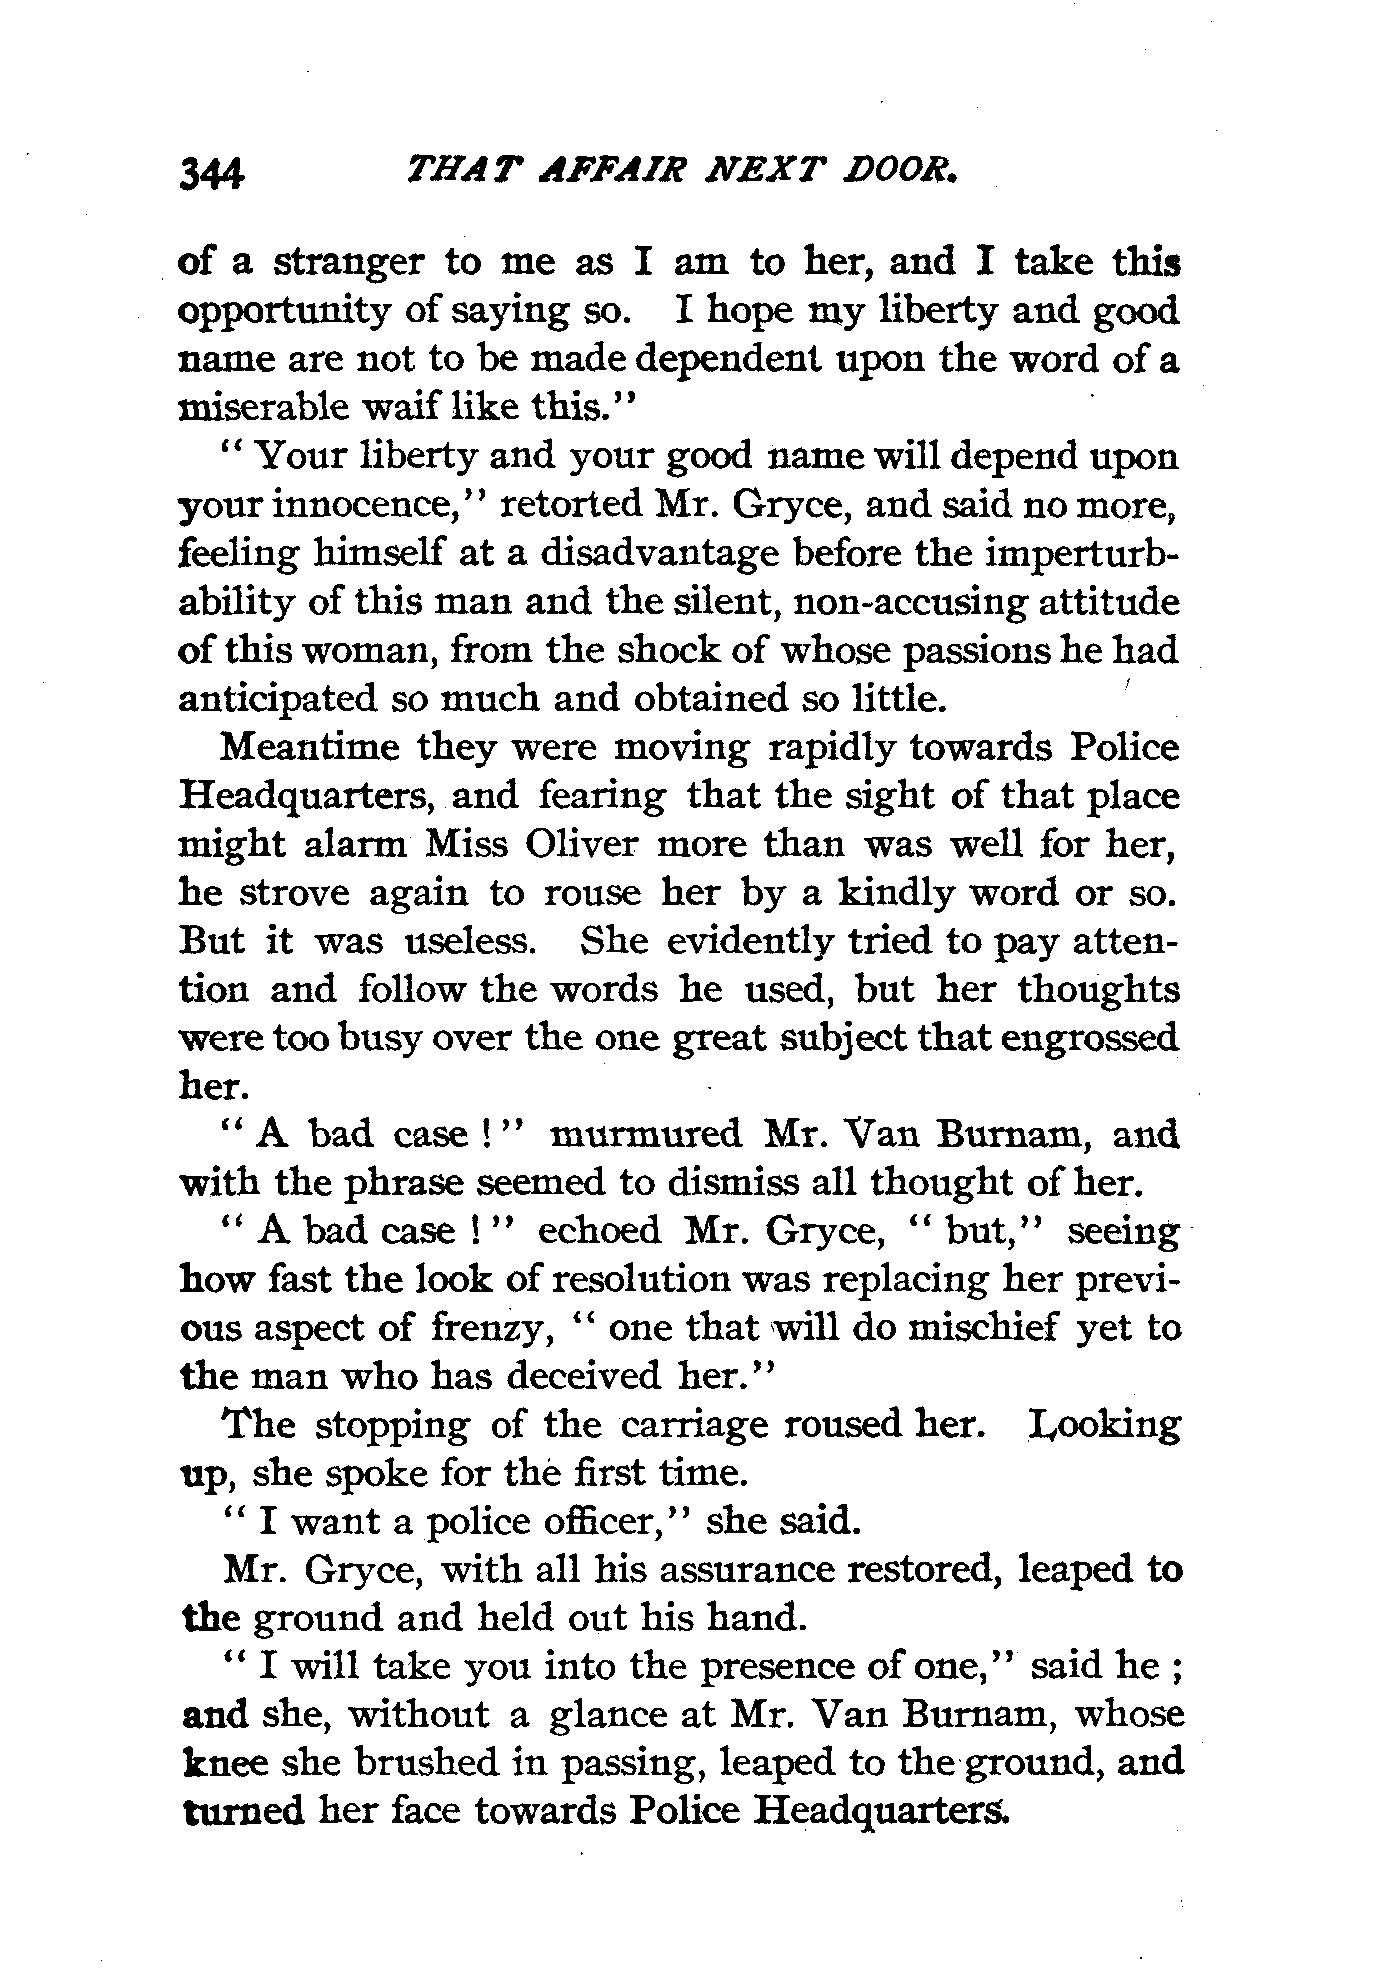 344 THAT AFFAIR NEXT DOOR.
of a stranger to me as I am to her, and I take this
opportunity of saying so. I hope my liberty and good
name are not to be made dependent upon the word of a
miserable waif like this."
" Your liberty and your good name will depend upon
your innocence," retorted Mr. Gryce, and said no more,
feeling himself at a disadvantage before the imperturb-
ability of this man and the silent, non-accusing attitude
of this woman, from the shock of whose passions he had
anticipated so much and obtained so little.
Meantime they were moving rapidly towards Police
Headquarters, and fearing that the sight of that place
might alarm Miss Oliver more than was well for her,
he strove again to rouse her by a kindly word or so.
But it was useless. She evidently tried to pay atten-
tion and follow the words he used, but her thoughts
were too busy over the one great subject that engrossed
her.
" A bad case ! " murmured Mr. Van Burnam, and
with the phrase seemed to dismiss all thought of her.
" A bad case ! " echoed Mr. Gryce, " but," seeing
how fast the look of resolution was replacing her previ-
ous aspect of frenzy, " one that will do mischief yet to
the man who has deceived her."
The stopping of the carriage roused her. Looking
up, she spoke for the first time.
" I want a police officer," she said.
Mr. Gryce, with all his assurance restored, leaped to
the ground and held out his hand.
" I will take you into the presence of one," said he ;
and she, without a glance at Mr. Van Burnam, whose
knee she brushed in passing, leaped to the ground, and
turned her face towards Police Headquarters.